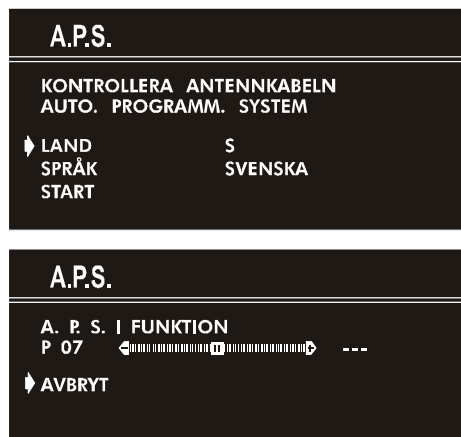 A.P.S.
KONTROLLERA ANTENNKABELN
AUTO. PROGRAMM. SYSTEM
LAND S
SPRÅK SVENSKA
START
A.P.S.
A. P. S. I FUNKTION
P 07 ---
AVBRYT